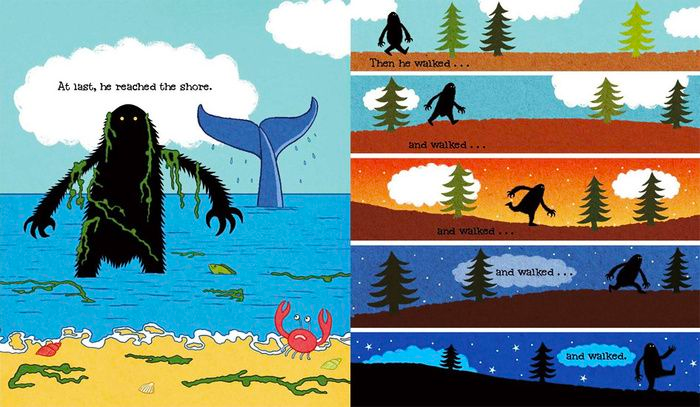 At last, he reached the shore.
Then he walked . . .
and walked . . .
and walked . . .
and walked . . .
and walked.